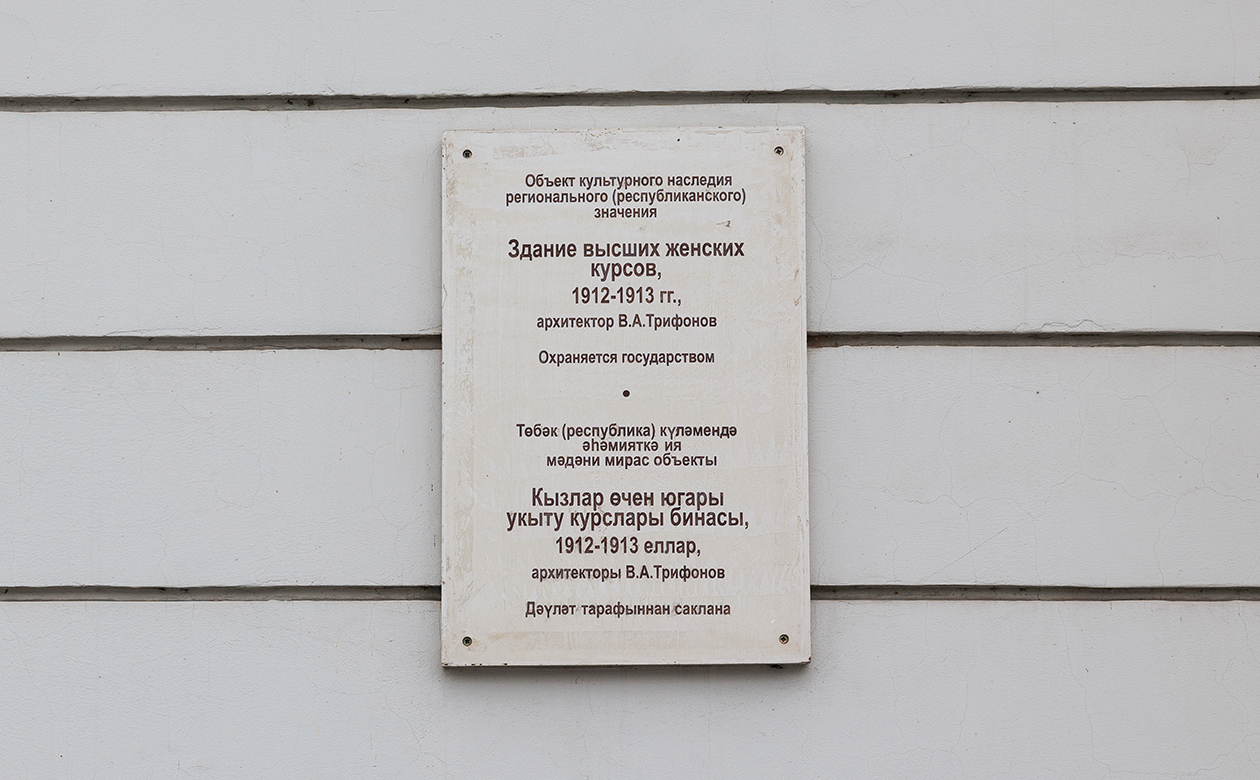 Объект культурного наследия
регионального (республиканского)
значения
Здание высших женских
курсов,
1912-1913 гг.,
архитектор В.А.Трифонов
Охраняется государством
•
Төбәк (республика) күләмендә
әһәмияткә ия
мәдәни мирас объекты
Кызлар өчен югары
укыту курслары бинасы,
1912-1913 еллар,
архитекторы В.А.Трифонов
Дәүләт тарафыннан саклана